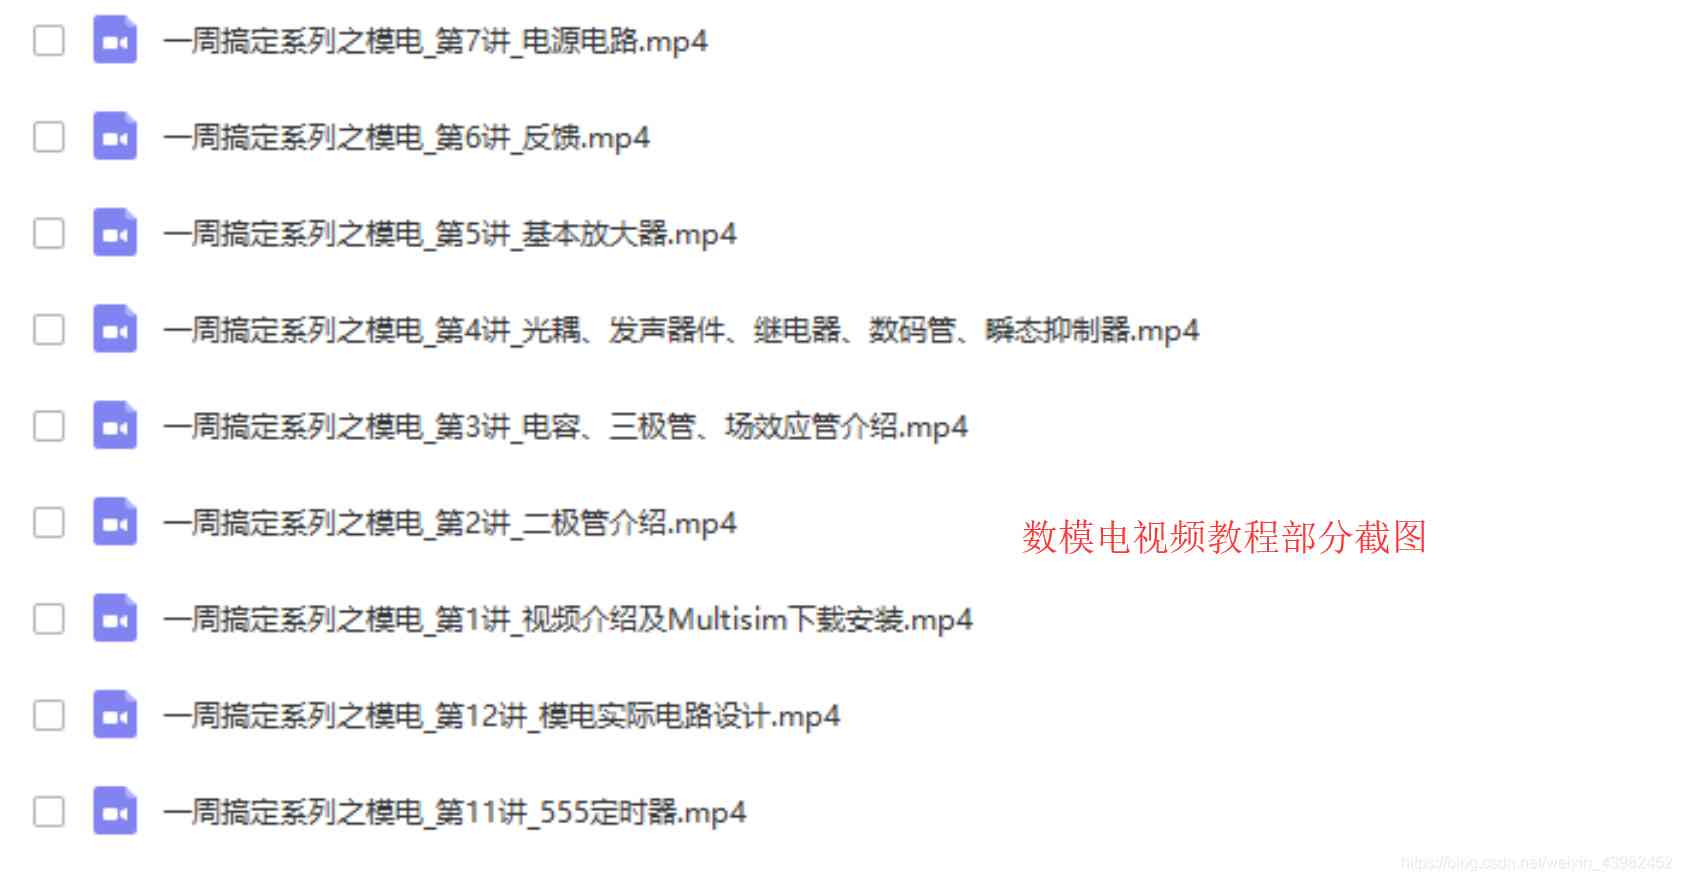 一周搞定系列之模电_第7讲_电源电路.mp4
一周搞定系列之模电_第6讲_反馈.mp4
一周搞定系列之模电_第5讲_基本放大器.mp4
一周搞定系列之模电_第4讲_光耦、发声器件、继电器、数码管、瞬态抑制器.mp4
一周搞定系列之模电_第3讲_电容、三极管、场效应管介绍.mp4
一周搞定系列之模电_第2讲_二极管介绍.mp4
数模电视频教程部分截图
一周搞定系列之模电_第1讲_视频介绍及Multisim下载安装.mp4
一周搞定系列之模电_第12讲_模电实际电路设计.mp4
一周搞定系列之模电_第11讲_555定时器.mp4
https://blog.csdn.net/weixin_43982452